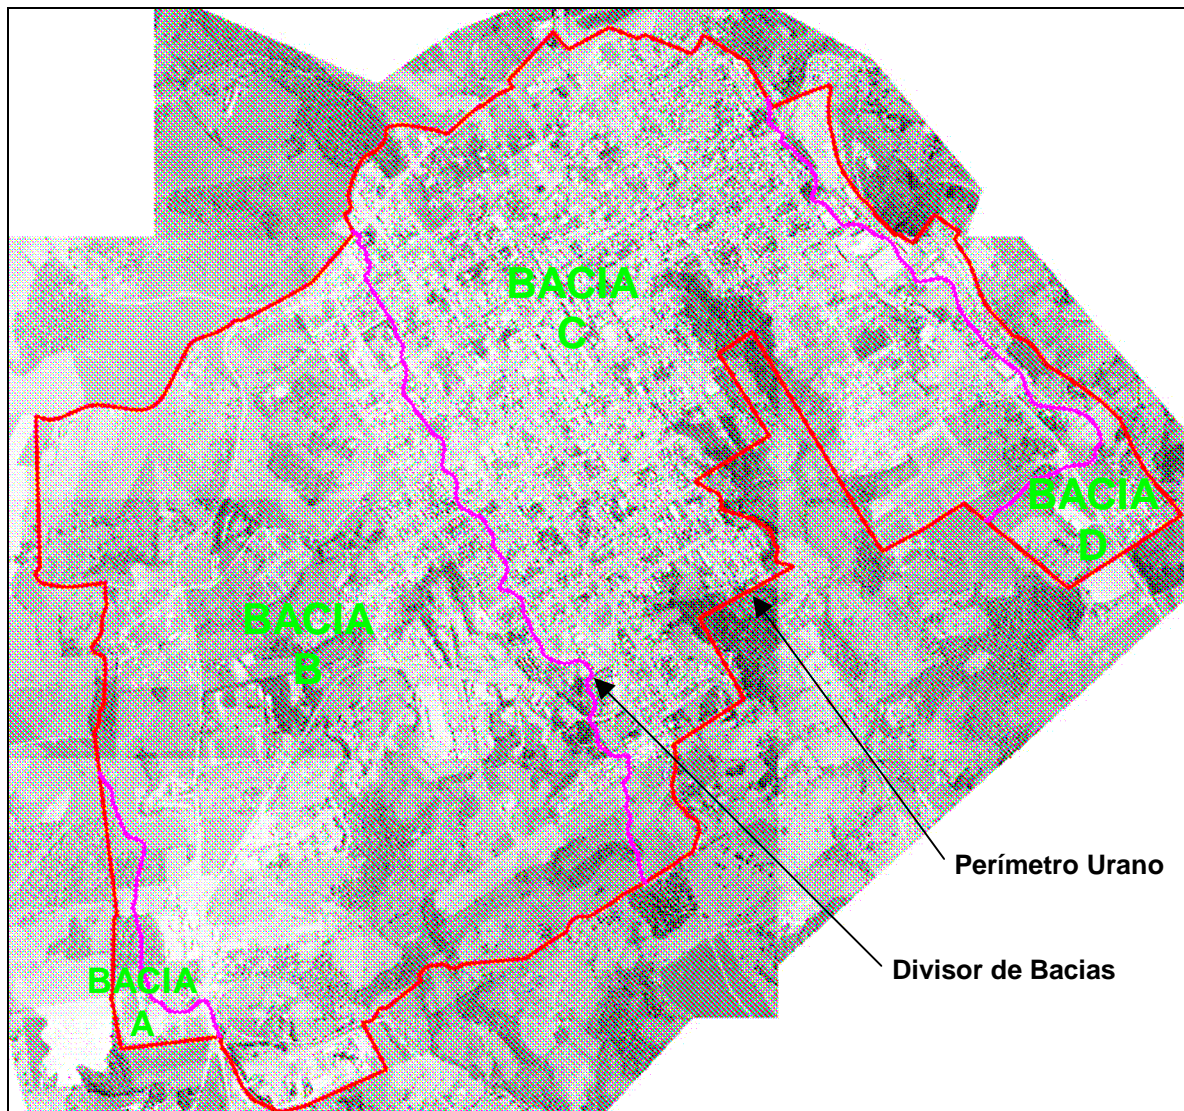 BACIA
C
BACIA
D
BACIA
B
Perímetro Urano
Divisor de Bacias
BACIA
A